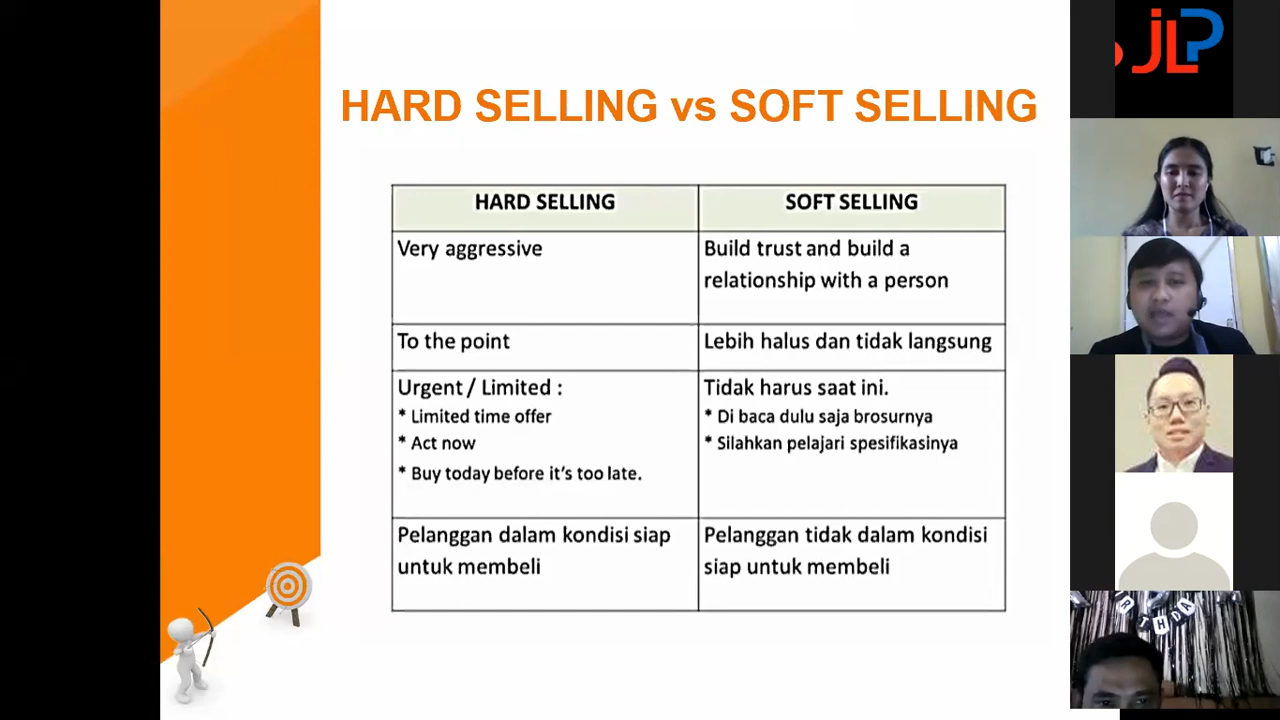 HARD SELLING vs SOFT SELLING
HARD SELLING
SOFT SELLING
Very aggressive
Build trust and build a
relationship with a person
To the point
Lebih halus dan tidak langsung
Urgent / Limited :
* Limited time offer
* Act now
* Buy today before it's too late.
Tidak harus saat ini.
* Di baca dulu saja brosurnya
* Silahkan pelajari spesifikasinya
Pelanggan dalam kondisi siap
untuk membeli
Pelanggan tidak dalam kondisi
siap untuk membeli
JLP
RTHDA